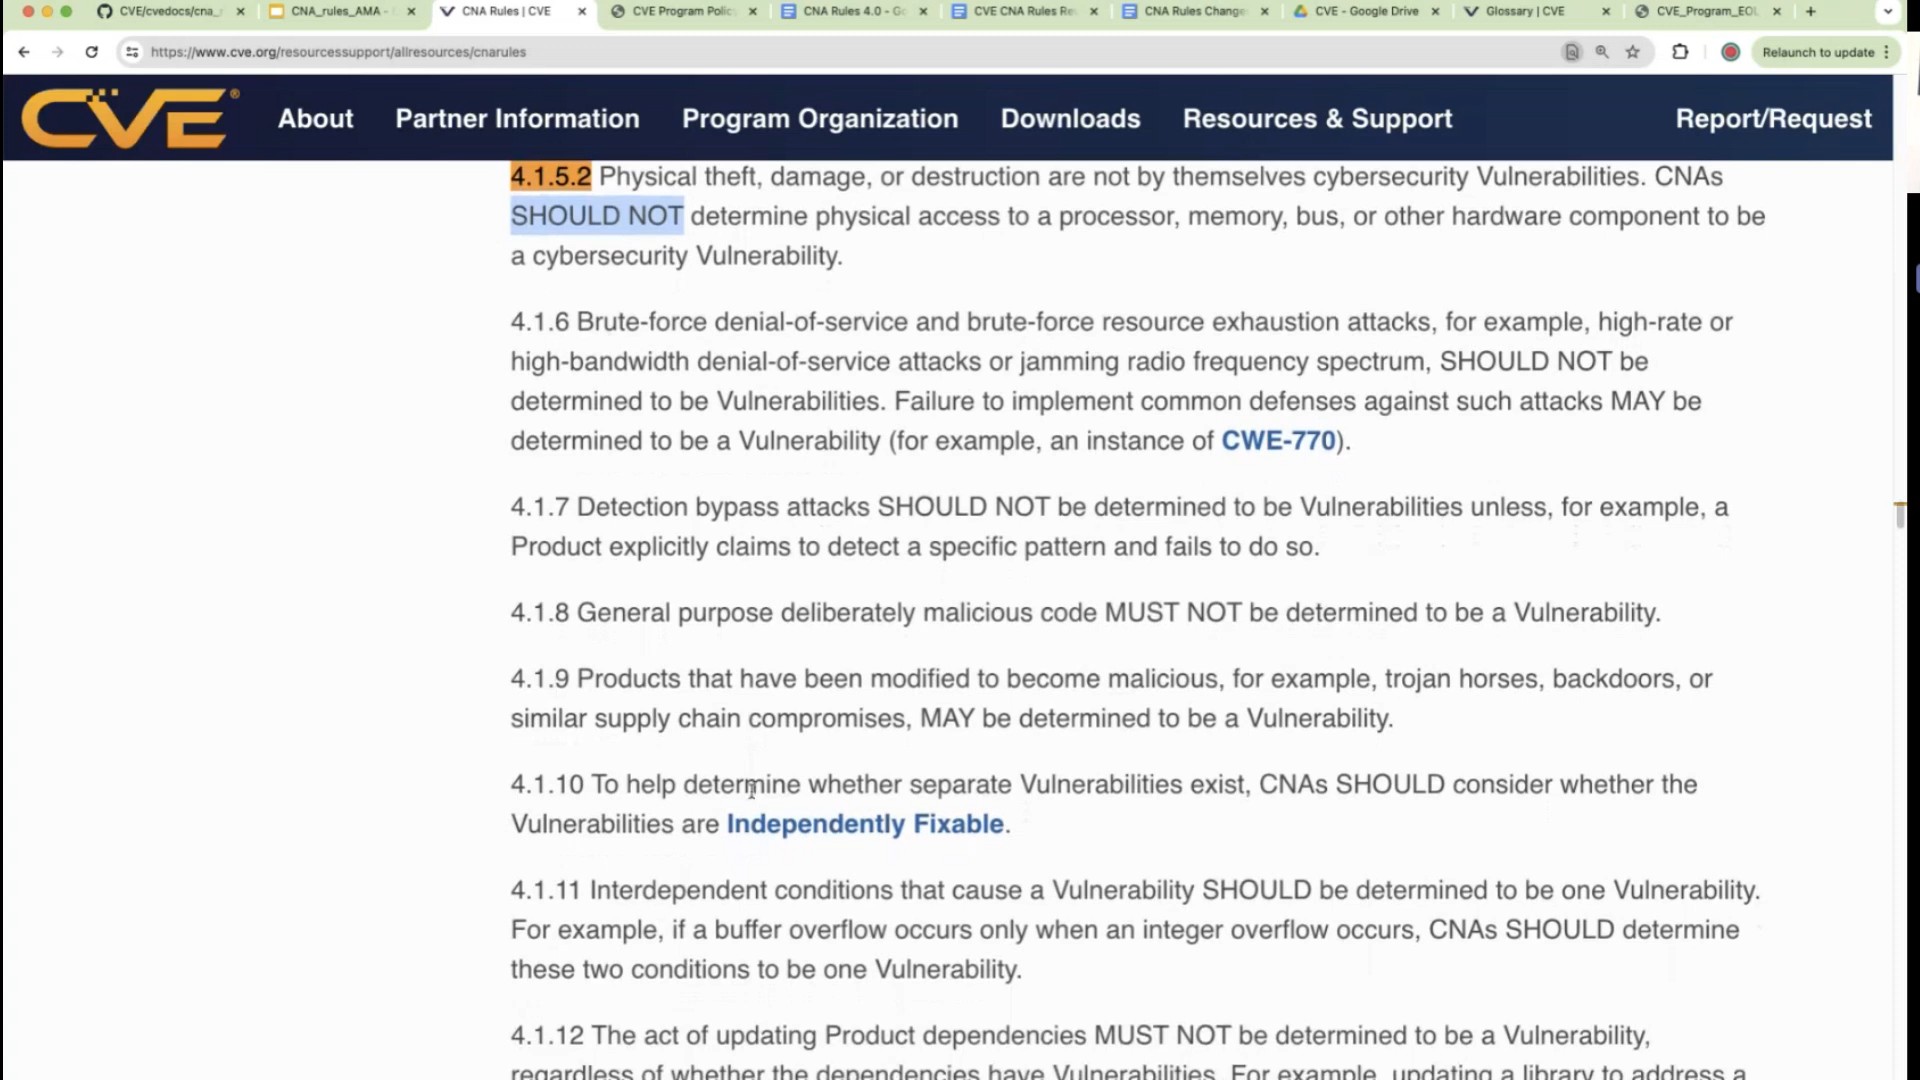 CVE/cvedocs/cna_
CNA_rules_AMA -
CNA Rules | CVE
CVE Program Polic
CNA Rules 4.0 - Go
CVE CNA Rules Re
CNA Rules Change
CVE - Google Drive
Glossary | CVE
CVE_Program_EOL
https://www.cve.org/resourcessupport/allresources/cnarules
Relaunch to update
CVE®
About
Partner Information
Program Organization
Downloads
Resources & Support
Report/Request
4.1.5.2 Physical theft, damage, or destruction are not by themselves cybersecurity Vulnerabilities. CNAs
SHOULD NOT determine physical access to a processor, memory, bus, or other hardware component to be
a cybersecurity Vulnerability.
4.1.6 Brute-force denial-of-service and brute-force resource exhaustion attacks, for example, high-rate or
high-bandwidth denial-of-service attacks or jamming radio frequency spectrum, SHOULD NOT be
determined to be Vulnerabilities. Failure to implement common defenses against such attacks MAY be
determined to be a Vulnerability (for example, an instance of CWE-770).
4.1.7 Detection bypass attacks SHOULD NOT be determined to be Vulnerabilities unless, for example, a
Product explicitly claims to detect a specific pattern and fails to do so.
4.1.8 General purpose deliberately malicious code MUST NOT be determined to be a Vulnerability.
4.1.9 Products that have been modified to become malicious, for example, trojan horses, backdoors, or
similar supply chain compromises, MAY be determined to be a Vulnerability.
4.1.10 To help determine whether separate Vulnerabilities exist, CNAs SHOULD consider whether the
Vulnerabilities are Independently Fixable.
4.1.11 Interdependent conditions that cause a Vulnerability SHOULD be determined to be one Vulnerability.
For example, if a buffer overflow occurs only when an integer overflow occurs, CNAs SHOULD determine
these two conditions to be one Vulnerability.
4.1.12 The act of updating Product dependencies MUST NOT be determined to be a Vulnerability,
regardless of whether the dependencies have Vulnerabilities. For example, updating a library to address a